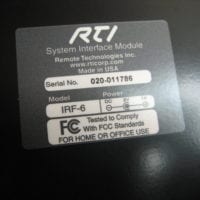 RTI
System Interface Module
Remote Technologies Inc.
www.rticorp.com
Made in USA
Serial No. 020-011786
Model Power
IRF-6 DC
FC Tested to Comply
With FCC Standards
FOR HOME OR OFFICE USE